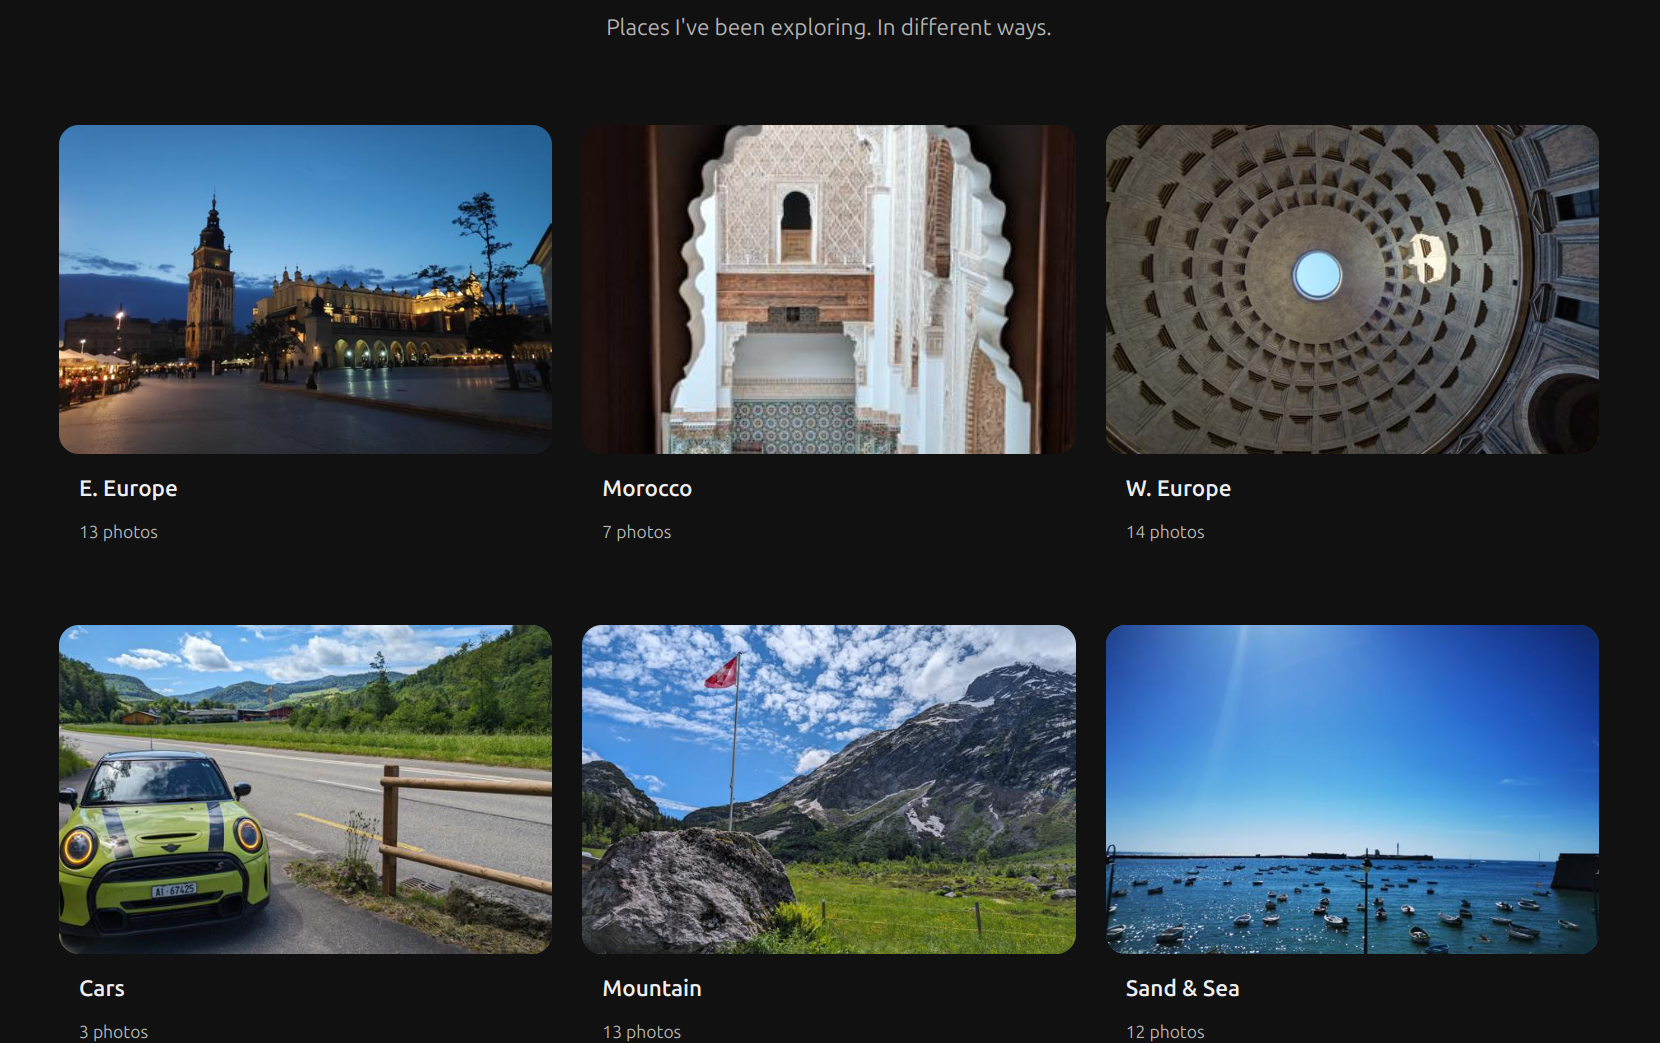 Places I've been exploring. In different ways.
E. Europe
13 photos
Morocco
7 photos
W. Europe
14 photos
AI·67425
Cars
3 photos
Mountain
13 photos
Sand & Sea
12 photos